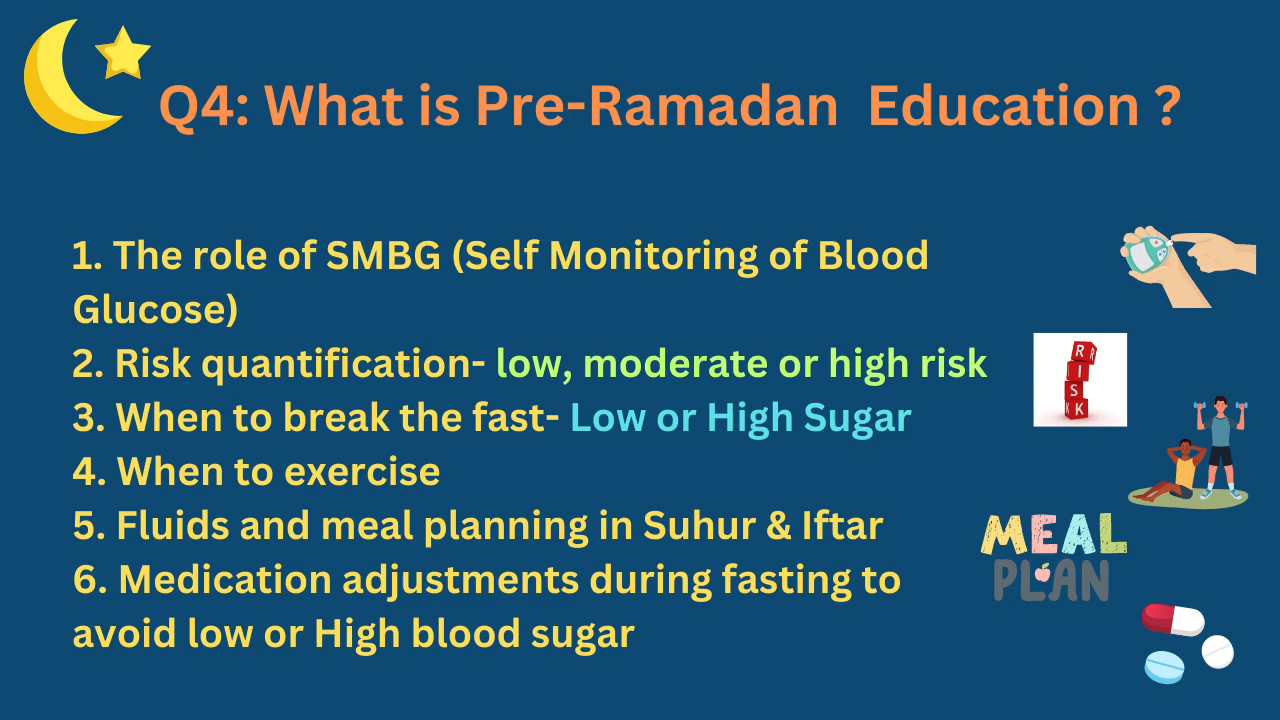 Q4: What is Pre-Ramadan Education ?
1. The role of SMBG (Self Monitoring of Blood
Glucose)
2. Risk quantification- low, moderate or high risk
3. When to break the fast- Low or High Sugar
4. When to exercise
5. Fluids and meal planning in Suhur & Iftar
6. Medication adjustments during fasting to
avoid low or High blood sugar
R
I
S
K
MEAL
PLAN